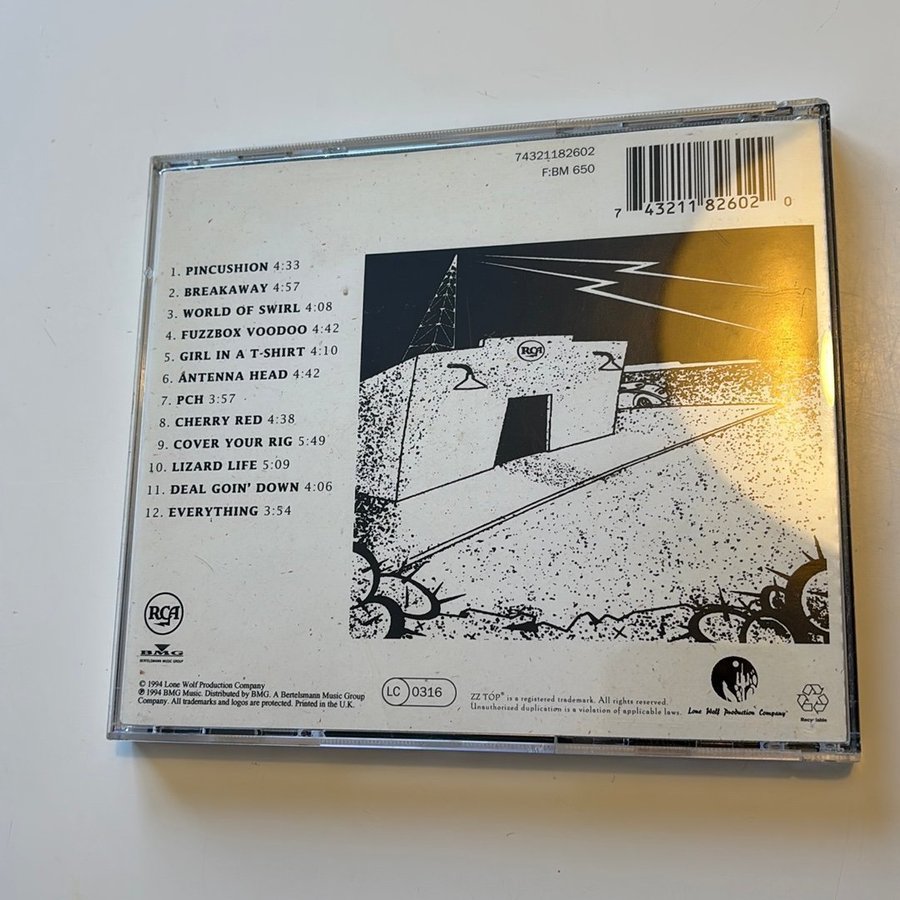 74321182602
F:BM 650
7 43211 82602 0
1. PINCUSHION 4:33
2. BREAKAWAY 4:57
3. WORLD OF SWIRL 4:08
4. FUZZBOX VOODOO 4:42
5. GIRL IN A T-SHIRT 4:10
6. ANTENNA HEAD 4:42
7. PCH 3:57
8. CHERRY RED 4:38
9. COVER YOUR RIG 5:49
10. LIZARD LIFE 5:09
11. DEAL GOIN' DOWN 4:06
12. EVERYTHING 3:54
RCA
RCA
BMG
BERTELSMANN MUSIC GROUP
© 1994 Lone Wolf Production Company
℗ 1994 BMG Music. Distributed by BMG. A Bertelsmann Music Group
Company. All trademarks and logos are protected. Printed in the U.K.
LC 0316
ZZ TOP® is a registered trademark. All rights reserved.
Unauthorized duplication is a violation of applicable laws.
Lone Wolf Production Company
Recyclable